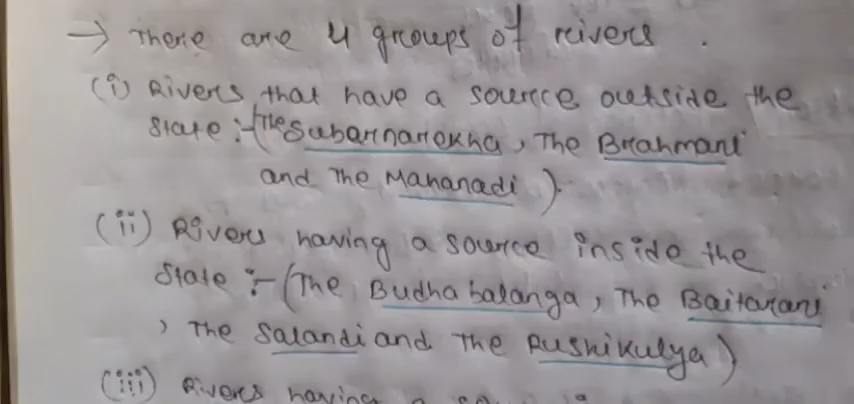 → There are 4 groups of rivers.
(i) Rivers that have a source outside the
State :- (The Subarnarekha, The Brahmani
and The Mahanadi).
(ii) Rivers having a source inside the
State :- (The Budhabalanga, The Baitarani
, The Salandi and The Rushikulya)
(iii) Rivers having a